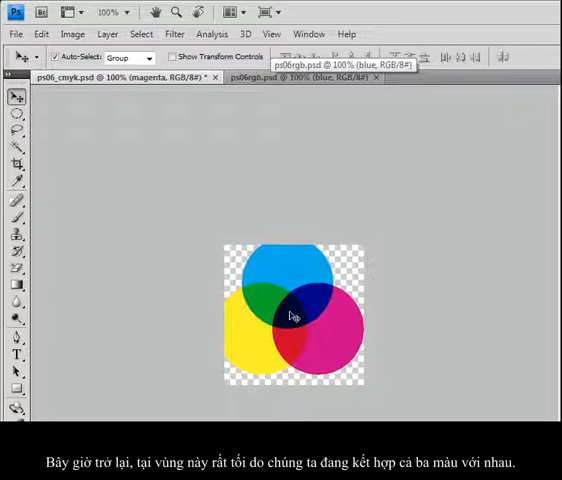 Ps Br 100%
File Edit Image Layer Select Filter Analysis 3D View Window Help
Auto-Select: Group Show Transform Controls
ps06rgb.psd @ 100% (blue, RGB/8#)
ps06_cmyk.psd @ 100% (magenta, RGB/8#) * × ps06rgb.psd @ 100% (blue, RGB/8#) ×
T
Bây giờ trở lại, tại vùng này rất tối do chúng ta đang kết hợp cả ba màu với nhau.